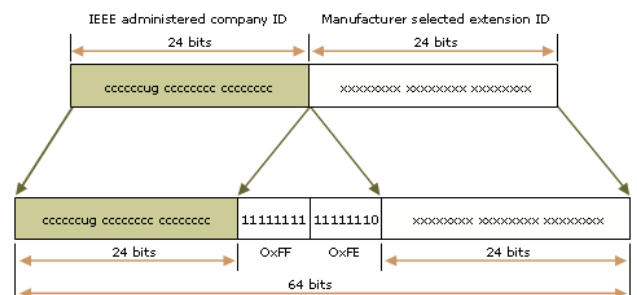 IEEE administered company ID Manufacturer selected extension ID
24 bits 24 bits
ccccccug cccccccc cccccccc xxxxxxxx xxxxxxxx xxxxxxxx
ccccccug cccccccc cccccccc 11111111 11111110 xxxxxxxx xxxxxxxx xxxxxxxx
24 bits 0xFF 0xFE 24 bits
64 bits